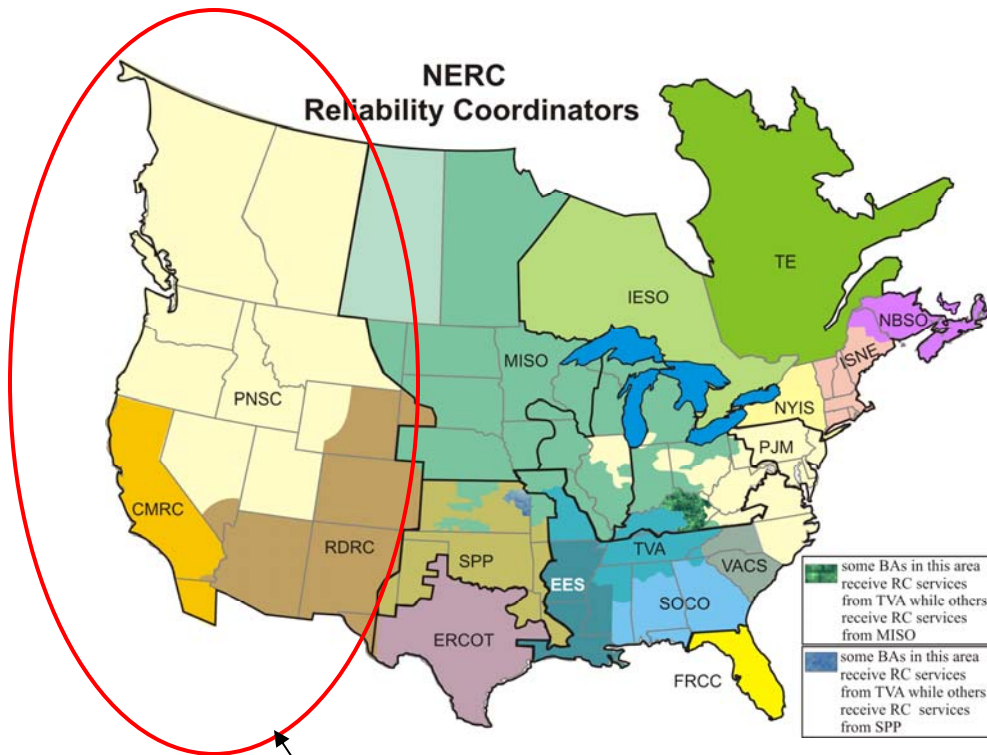 NERC
Reliability Coordinators
TE
IESO
NBSO
ISNE
MISO
NYIS
PNSC
PJM
CMRC
RDRC
SPP
TVA
VACS
EES
SOCO
ERCOT
FRCC
some BAs in this area
receive RC services
from TVA while others
receive RC services
from MISO
some BAs in this area
receive RC services
from TVA while others
receive RC services
from SPP